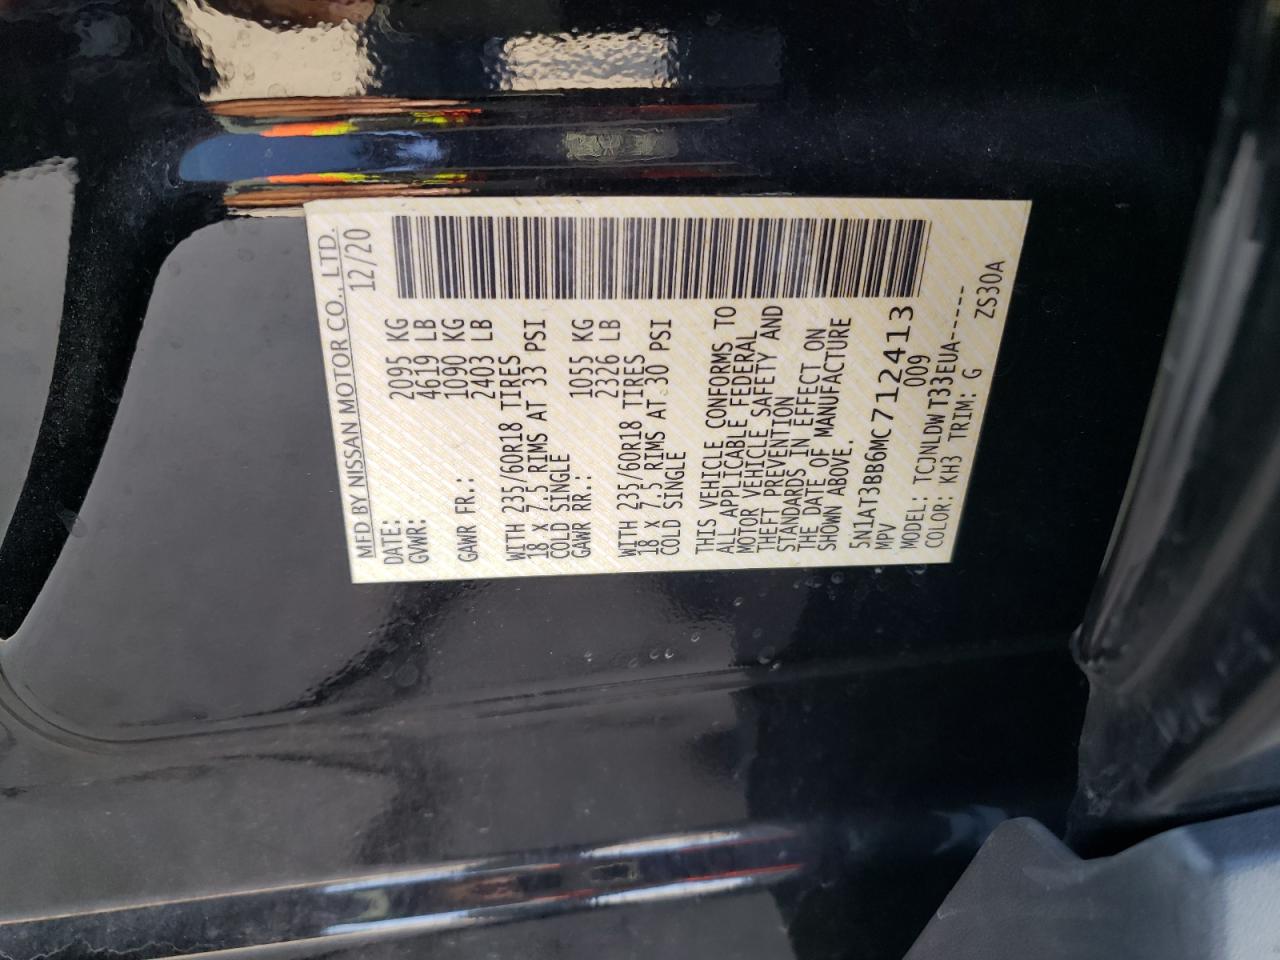 MFD BY NISSAN MOTOR CO., LTD.
DATE: 12/20
GVWR: 2095 KG
4619 LB
GAWR FR.: 1090 KG
2403 LB
WITH 235/60R18 TIRES
18 X 7.5 RIMS AT 33 PSI
COLD SINGLE
GAWR RR.: 1055 KG
2326 LB
WITH 235/60R18 TIRES
18 X 7.5 RIMS AT 30 PSI
COLD SINGLE
THIS VEHICLE CONFORMS TO
ALL APPLICABLE FEDERAL
MOTOR VEHICLE SAFETY AND
THEFT PREVENTION
STANDARDS IN EFFECT ON
THE DATE OF MANUFACTURE
SHOWN ABOVE.
5N1AT3BB6MC712413
MPV 009
MODEL: TCJNLDWT33EUA-----
COLOR: KH3 TRIM: G ZS30A